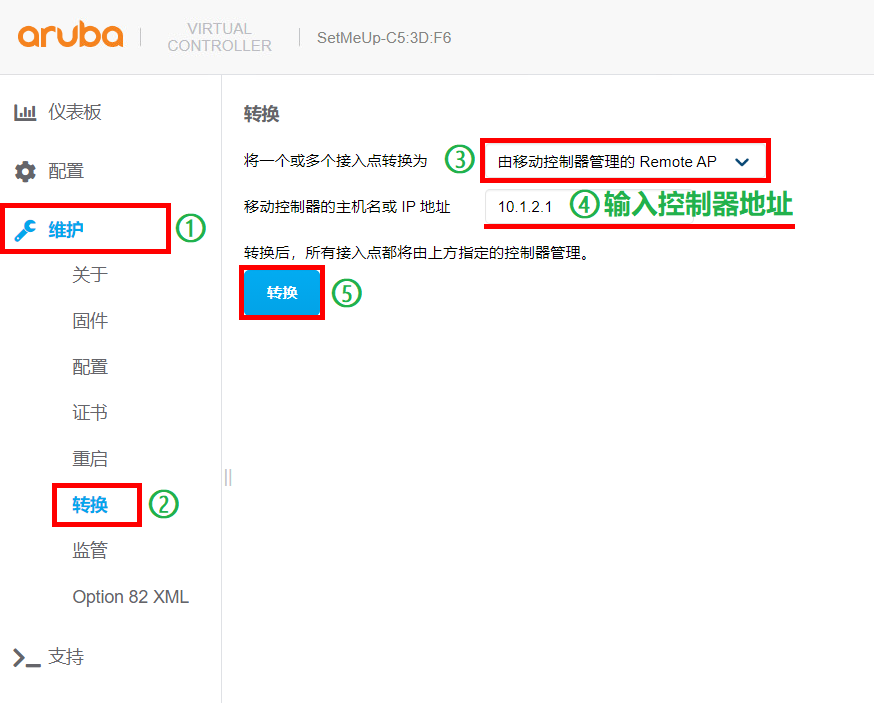 aruba
VIRTUAL
CONTROLLER
SetMeUp-C5:3D:F6
仪表板
配置
维护 ①
关于
固件
配置
证书
重启
转换 ②
监管
Option 82 XML
支持
转换
将一个或多个接入点转换为 ③ 由移动控制器管理的 Remote AP
移动控制器的主机名或 IP 地址 10.1.2.1 ④输入控制器地址
转换后，所有接入点都将由上方指定的控制器管理。
转换 ⑤